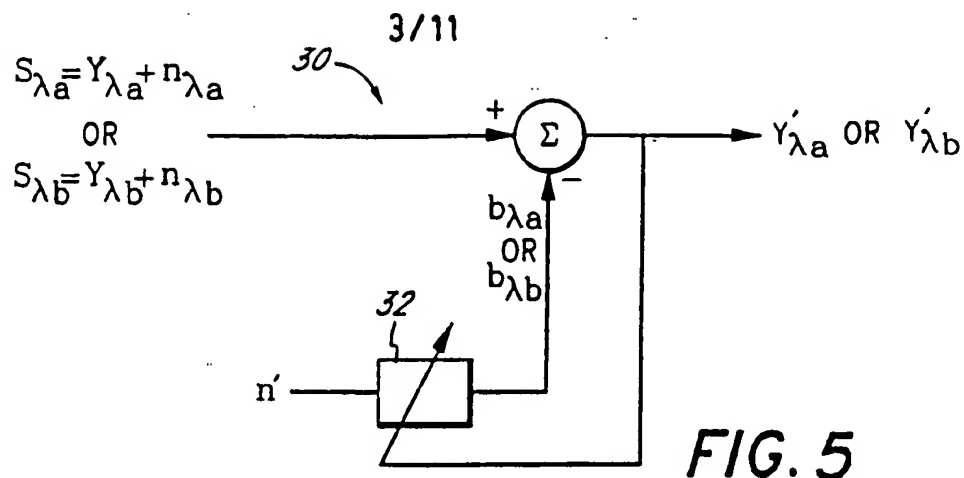 3/11
Sλa=Yλa+nλa
OR
Sλb=Yλb+nλb
30
+
Σ
−
Y′λa OR Y′λb
bλa
OR
bλb
32
n′
FIG. 5